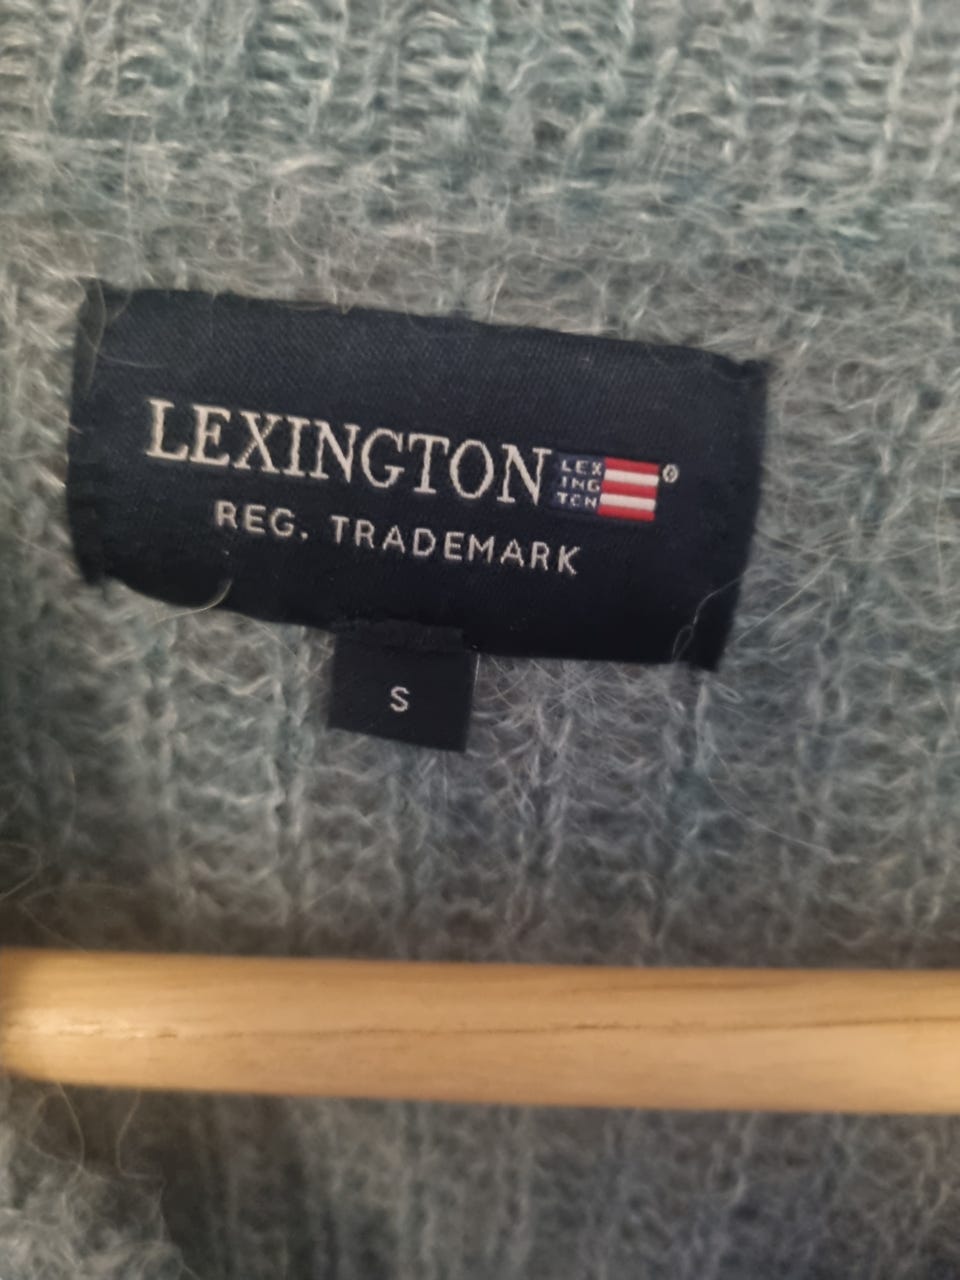 LEXINGTON LEX
ING
TON ®
REG. TRADEMARK
S